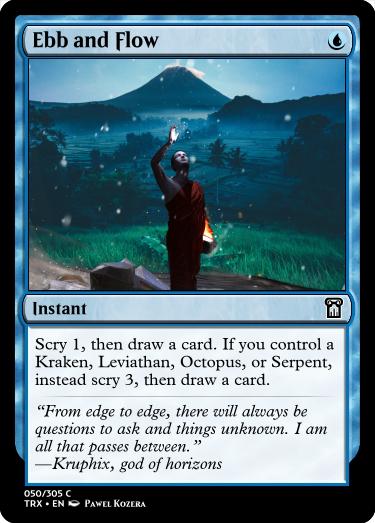 Ebb and Flow
Instant
Scry 1, then draw a card. If you control a
Kraken, Leviathan, Octopus, or Serpent,
instead scry 3, then draw a card.
“From edge to edge, there will always be
questions to ask and things unknown. I am
all that passes between.”
—Kruphix, god of horizons
050/305 C
TRX • EN Pawel Kozera